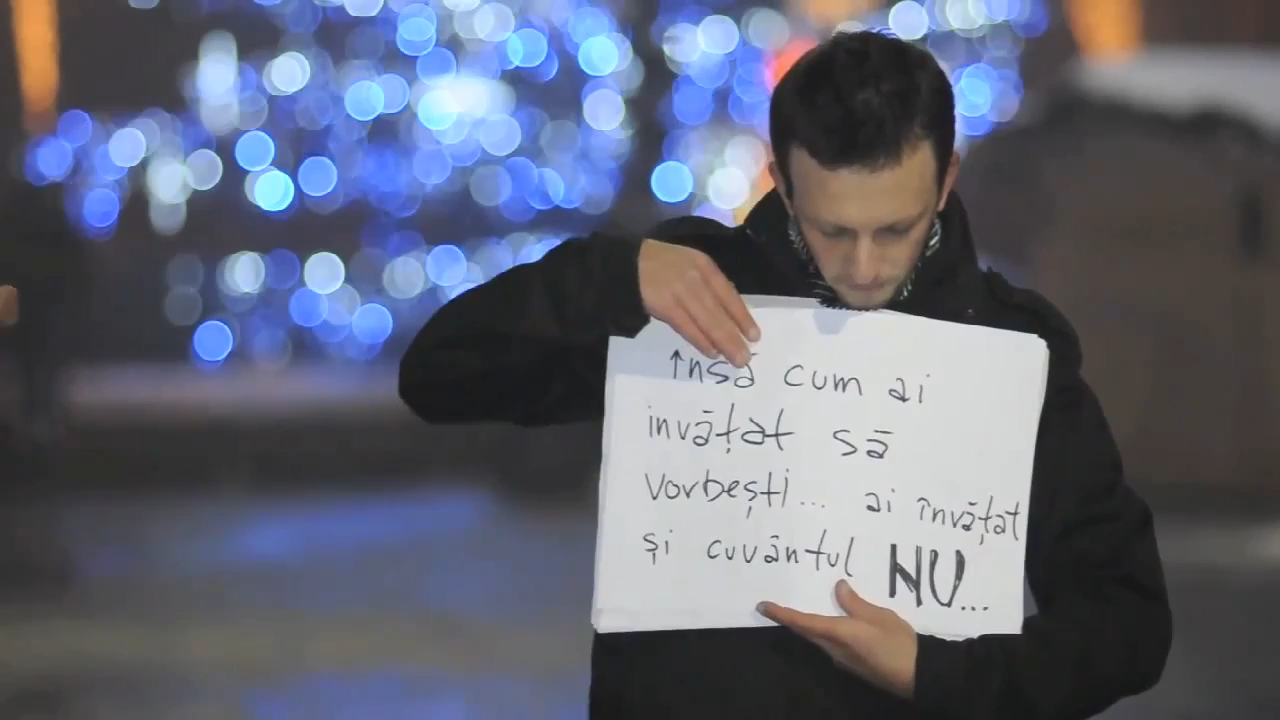 însă cum ai
învățat să
vorbești... ai învățat
și cuvântul NU...